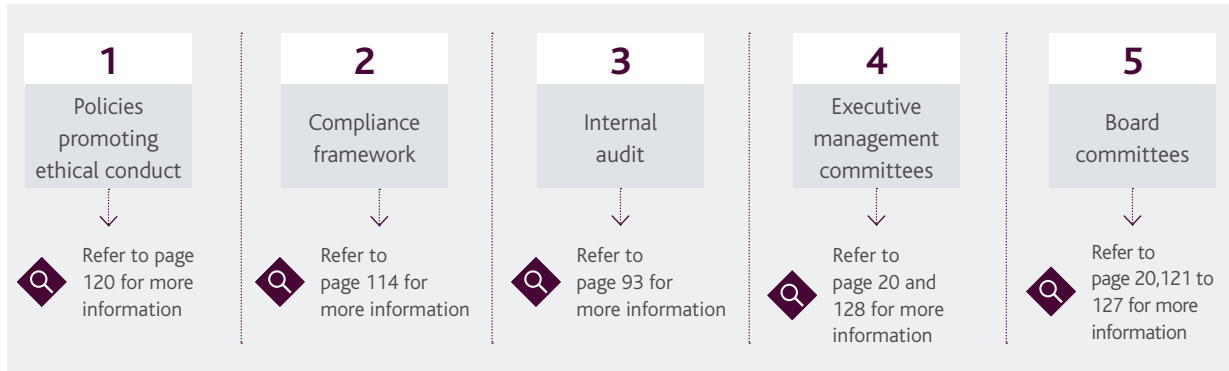 1
Policies
promoting
ethical conduct
Refer to page
120 for more
information
2
Compliance
framework
Refer to
page 114 for
more information
3
Internal
audit
Refer to
page 93 for
more information
4
Executive
management
committees
Refer to
page 20 and
128 for more
information
5
Board
committees
Refer to
page 20,121 to
127 for more
information